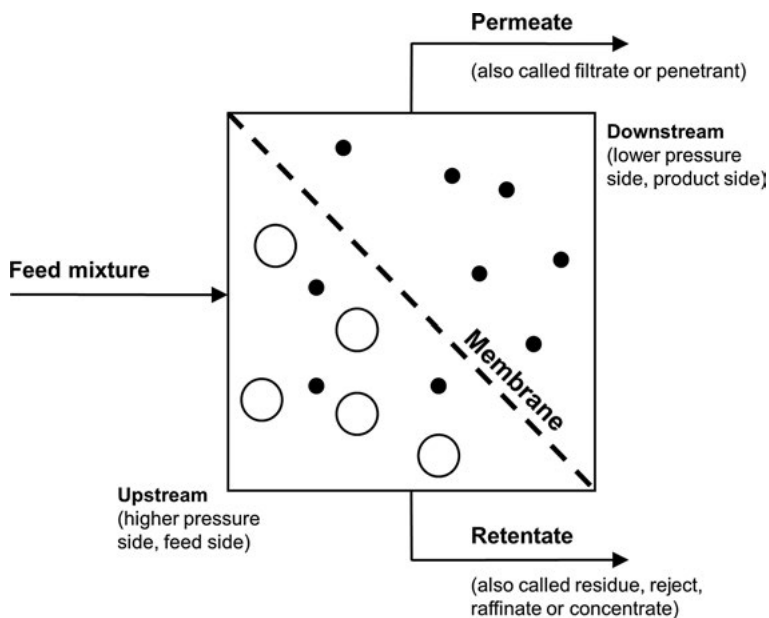 Permeate
(also called filtrate or penetrant)
Downstream
(lower pressure
side, product side)
Feed mixture
Membrane
Upstream
(higher pressure
side, feed side)
Retentate
(also called residue, reject,
raffinate or concentrate)